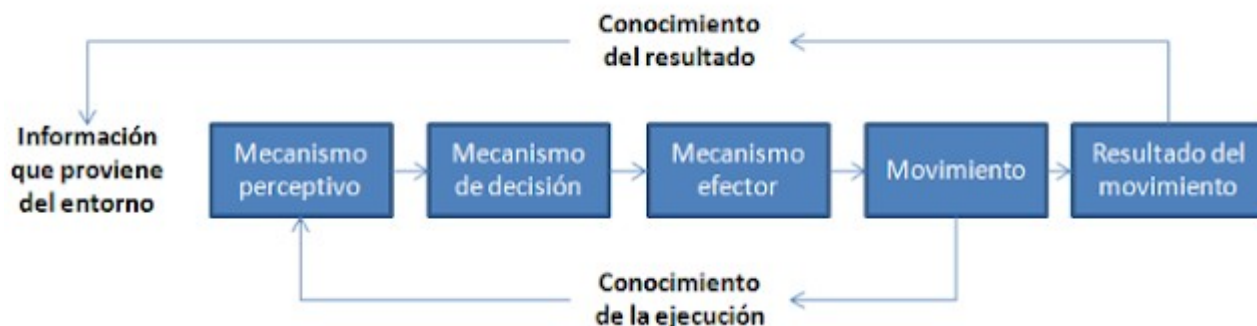 Conocimiento
del resultado
Información
que proviene
del entorno
Mecanismo
perceptivo
Mecanismo
de decisión
Mecanismo
efector
Movimiento
Resultado del
movimiento
Conocimiento
de la ejecución